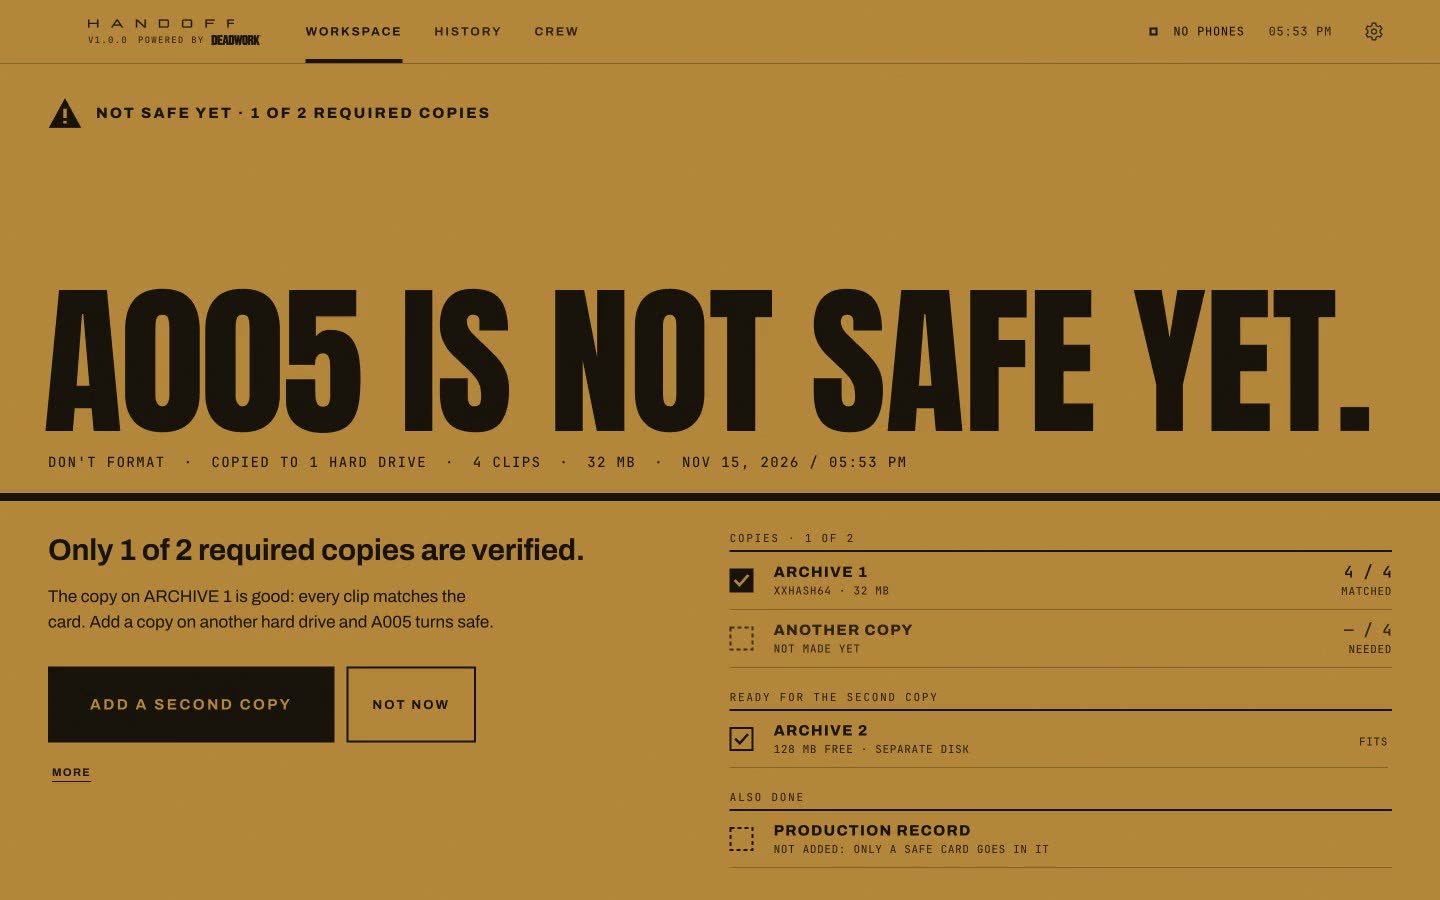 HANDOFF
V1.0.0 POWERED BY DEADWORK
WORKSPACE
HISTORY
CREW
NO PHONES
05:53 PM
NOT SAFE YET · 1 OF 2 REQUIRED COPIES
A005 IS NOT SAFE YET.
DON'T FORMAT · COPIED TO 1 HARD DRIVE · 4 CLIPS · 32 MB · NOV 15, 2026 / 05:53 PM
Only 1 of 2 required copies are verified.
The copy on ARCHIVE 1 is good: every clip matches the
card. Add a copy on another hard drive and A005 turns safe.
ADD A SECOND COPY
NOT NOW
MORE
COPIES · 1 OF 2
ARCHIVE 1
XXHASH64 · 32 MB
4 / 4
MATCHED
ANOTHER COPY
NOT MADE YET
– / 4
NEEDED
READY FOR THE SECOND COPY
ARCHIVE 2
128 MB FREE · SEPARATE DISK
FITS
ALSO DONE
PRODUCTION RECORD
NOT ADDED: ONLY A SAFE CARD GOES IN IT